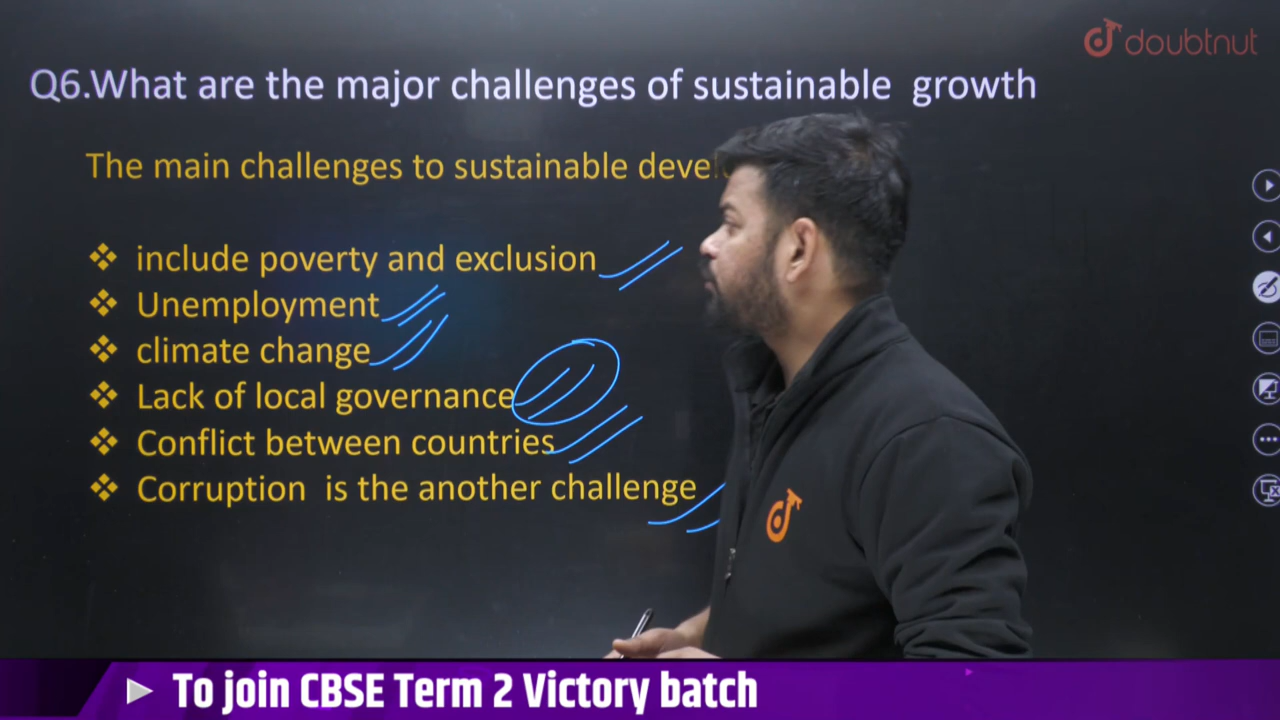 doubtnut
Q6.What are the major challenges of sustainable growth
The main challenges to sustainable
❖ include poverty and exclusion
❖ Unemployment
❖ climate change
❖ Lack of local governance
❖ Conflict between countries
❖ Corruption is the another challenge
To join CBSE Term 2 Victory batch